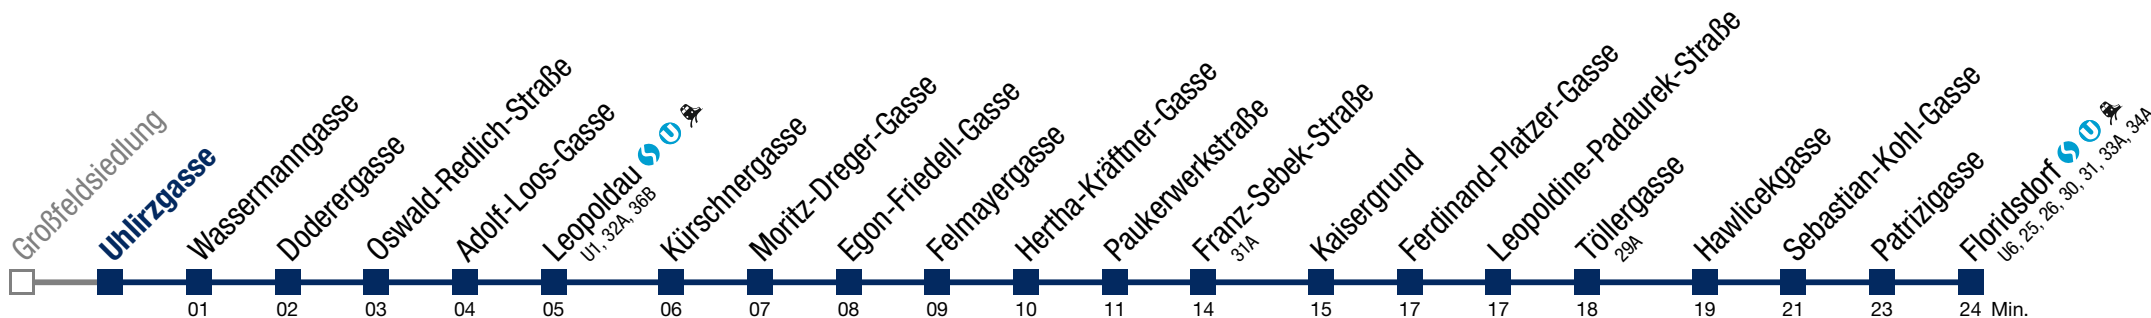 Großfeldsiedlung
Uhlirzgasse
Wassermanngasse
Doderergasse
Oswald-Redlich-Straße
Adolf-Loos-Gasse
Leopoldau
U1, 32A, 36B
Kürschnergasse
Moritz-Dreger-Gasse
Egon-Friedell-Gasse
Felmayergasse
Hertha-Kräftner-Gasse
Paukerwerkstraße
Franz-Sebek-Straße
31A
Kaisergrund
Ferdinand-Platzer-Gasse
Leopoldine-Padaurek-Straße
Töllergasse
29A
Hawlicekgasse
Sebastian-Kohl-Gasse
Patrizigasse
Floridsdorf S U
U6, 25, 26, 30, 31, 33A, 34A
01 02 03 04 05 06 07 08 09 10 11 14 15 17 17 18 19 21 23 24 Min.